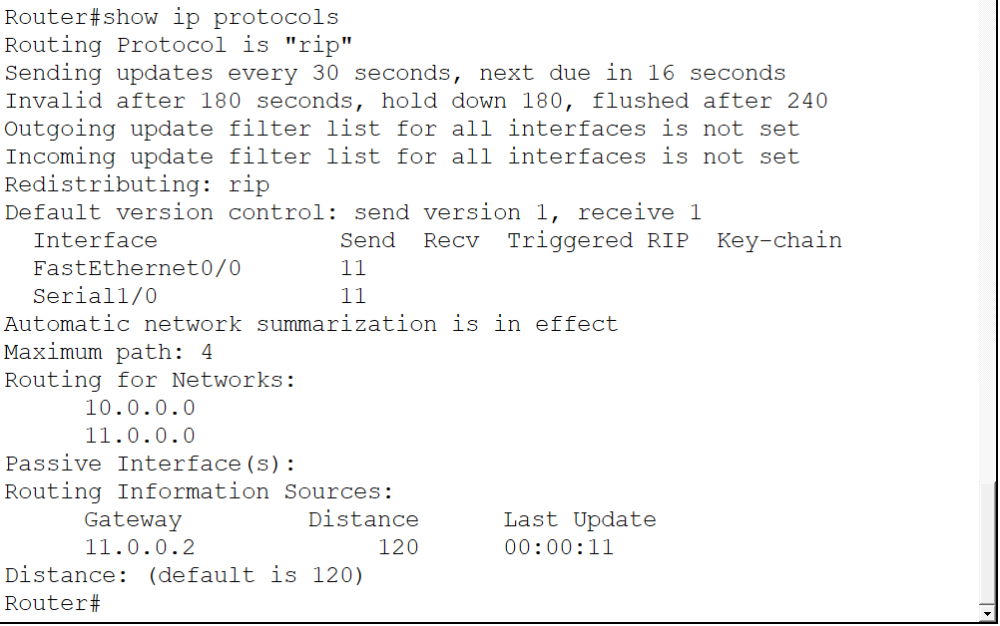 Router#show ip protocols
Routing Protocol is "rip"
Sending updates every 30 seconds, next due in 16 seconds
Invalid after 180 seconds, hold down 180, flushed after 240
Outgoing update filter list for all interfaces is not set
Incoming update filter list for all interfaces is not set
Redistributing: rip
Default version control: send version 1, receive 1
  Interface             Send  Recv  Triggered RIP  Key-chain
  FastEthernet0/0       11
  Serial1/0             11
Automatic network summarization is in effect
Maximum path: 4
Routing for Networks:
      10.0.0.0
      11.0.0.0
Passive Interface(s):
Routing Information Sources:
      Gateway         Distance      Last Update
      11.0.0.2             120      00:00:11
Distance: (default is 120)
Router#